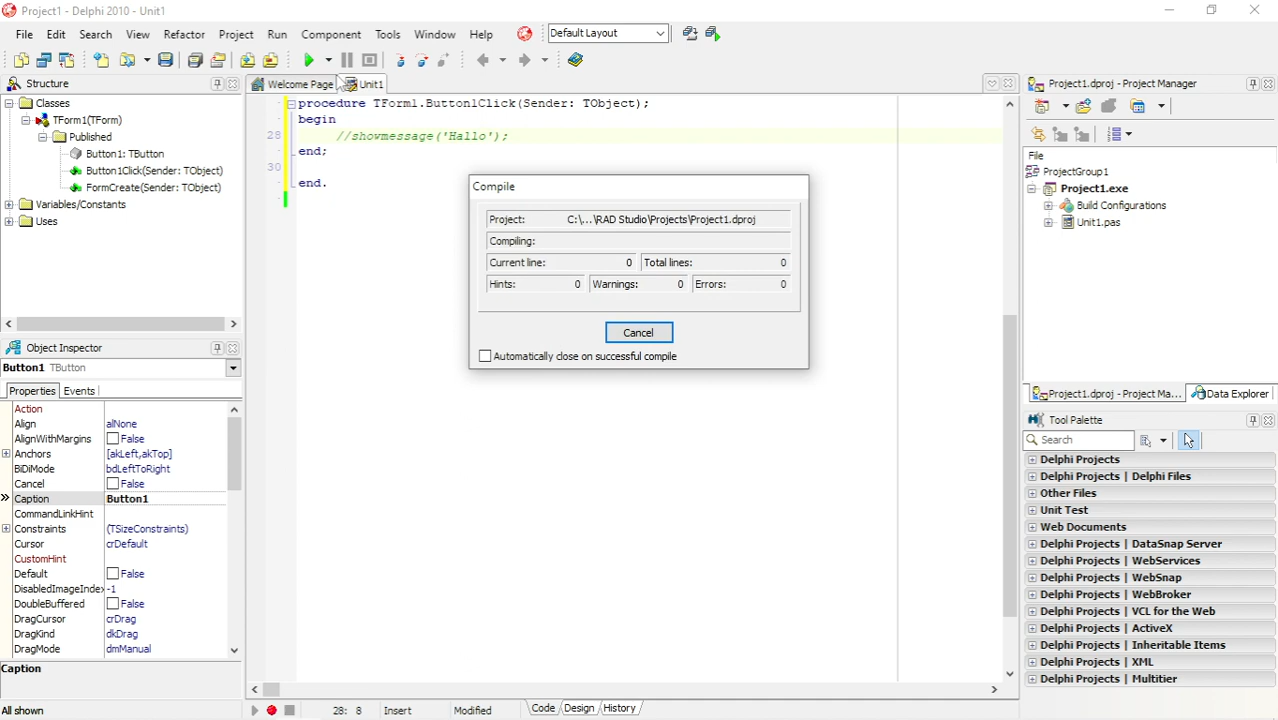 Project1 - Delphi 2010 - Unit1
File Edit Search View Refactor Project Run Component Tools Window Help
Default Layout
Structure
Classes
TForm1(TForm)
Published
Button1: TButton
Button1Click(Sender: TObject)
FormCreate(Sender: TObject)
Variables/Constants
Uses
Object Inspector
Button1 TButton
Properties Events
Action
Align alNone
AlignWithMargins False
Anchors [akLeft,akTop]
BiDiMode bdLeftToRight
Cancel False
Caption Button1
CommandLinkHint
Constraints (TSizeConstraints)
Cursor crDefault
CustomHint
Default False
DisabledImageIndex -1
DoubleBuffered False
DragCursor crDrag
DragKind dkDrag
DragMode dmManual
Caption
All shown
Welcome Page Unit1
procedure TForm1.Button1Click(Sender: TObject);
begin
28 //showmessage('Hallo');
end;
30
end.
Compile
Project: C:\...\RAD Studio\Projects\Project1.dproj
Compiling:
Current line: 0 Total lines: 0
Hints: 0 Warnings: 0 Errors: 0
Cancel
Automatically close on successful compile
28: 8 Insert Modified Code Design History
Project1.dproj - Project Manager
File
ProjectGroup1
Project1.exe
Build Configurations
Unit1.pas
Project1.dproj - Project Ma... Data Explorer
Tool Palette
Search
Delphi Projects
Delphi Projects | Delphi Files
Other Files
Unit Test
Web Documents
Delphi Projects | DataSnap Server
Delphi Projects | WebServices
Delphi Projects | WebSnap
Delphi Projects | WebBroker
Delphi Projects | VCL for the Web
Delphi Projects | ActiveX
Delphi Projects | Inheritable Items
Delphi Projects | XML
Delphi Projects | Multitier